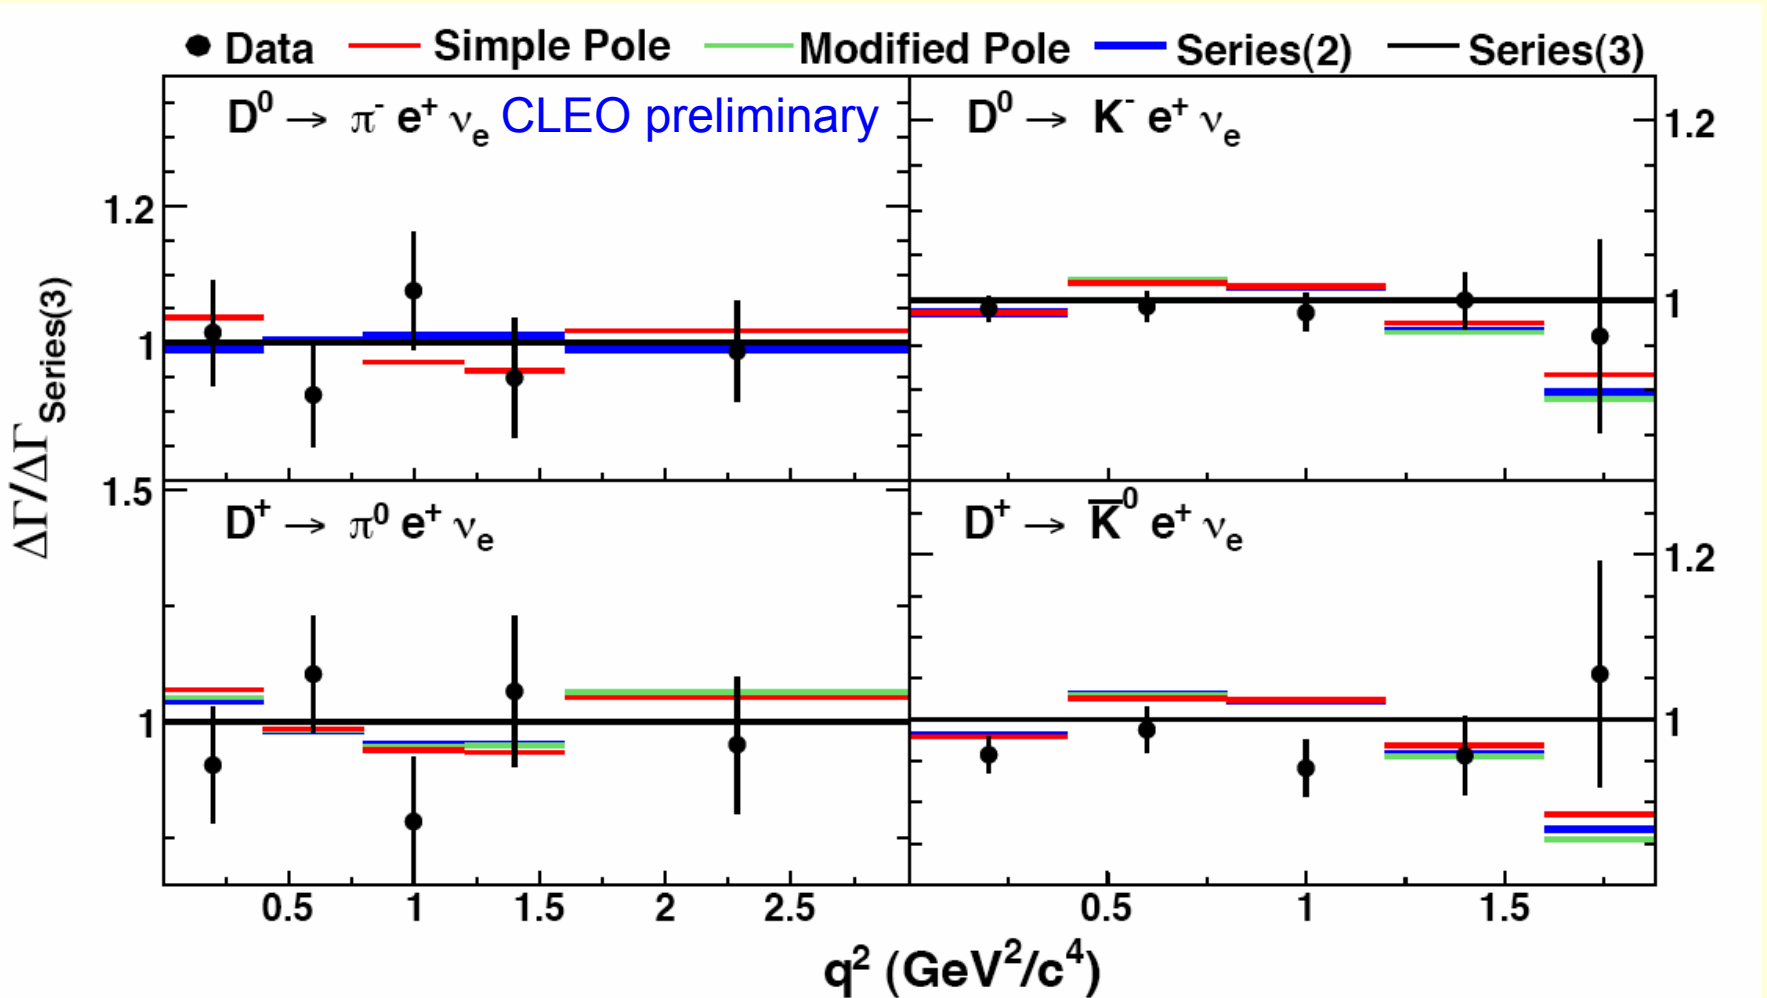 Data Simple Pole Modified Pole Series(2) Series(3)
D⁰ → π⁻ e⁺ νₑ CLEO preliminary
D⁰ → K⁻ e⁺ νₑ
1.2
1.2
1
1
ΔΓ/ΔΓ Series(3)
1.5
D⁺ → π⁰ e⁺ νₑ
D⁺ → K̅⁰ e⁺ νₑ
1.2
1
1
0.5 1 1.5 2 2.5
0.5 1 1.5
q² (GeV²/c⁴)